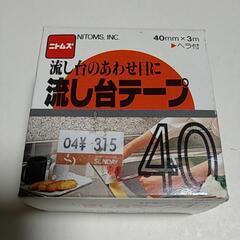 ニトムズ
NITOMS, INC.
40mm×3m
ヘラ付
流し台のあわせ目に
流し台テープ
40
04¥ 315
SUNDAY